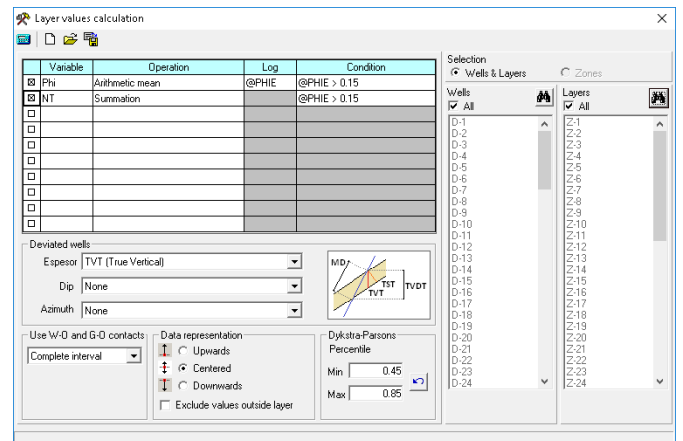 Layer values calculation
Variable Operation Log Condition
Phi Arithmetic mean @PHIE @PHIE > 0.15
NT Summation @PHIE > 0.15
Deviated wells
Espesor TVT (True Vertical)
Dip None
Azimuth None
MD
TST
TVT
TVDT
Use W-O and G-O contacts
Complete interval
Data representation
Upwards
Centered
Downwards
Exclude values outside layer
Dykstra-Parsons
Percentile
Min 0.45
Max 0.85
Selection
Wells & Layers Zones
Wells
All
D-1
D-2
D-3
D-4
D-5
D-6
D-7
D-8
D-9
D-10
D-11
D-12
D-13
D-14
D-15
D-16
D-17
D-18
D-19
D-20
D-21
D-22
D-23
D-24
Layers
All
Z-1
Z-2
Z-3
Z-4
Z-5
Z-6
Z-7
Z-8
Z-9
Z-10
Z-11
Z-12
Z-13
Z-14
Z-15
Z-16
Z-17
Z-18
Z-19
Z-20
Z-21
Z-22
Z-23
Z-24